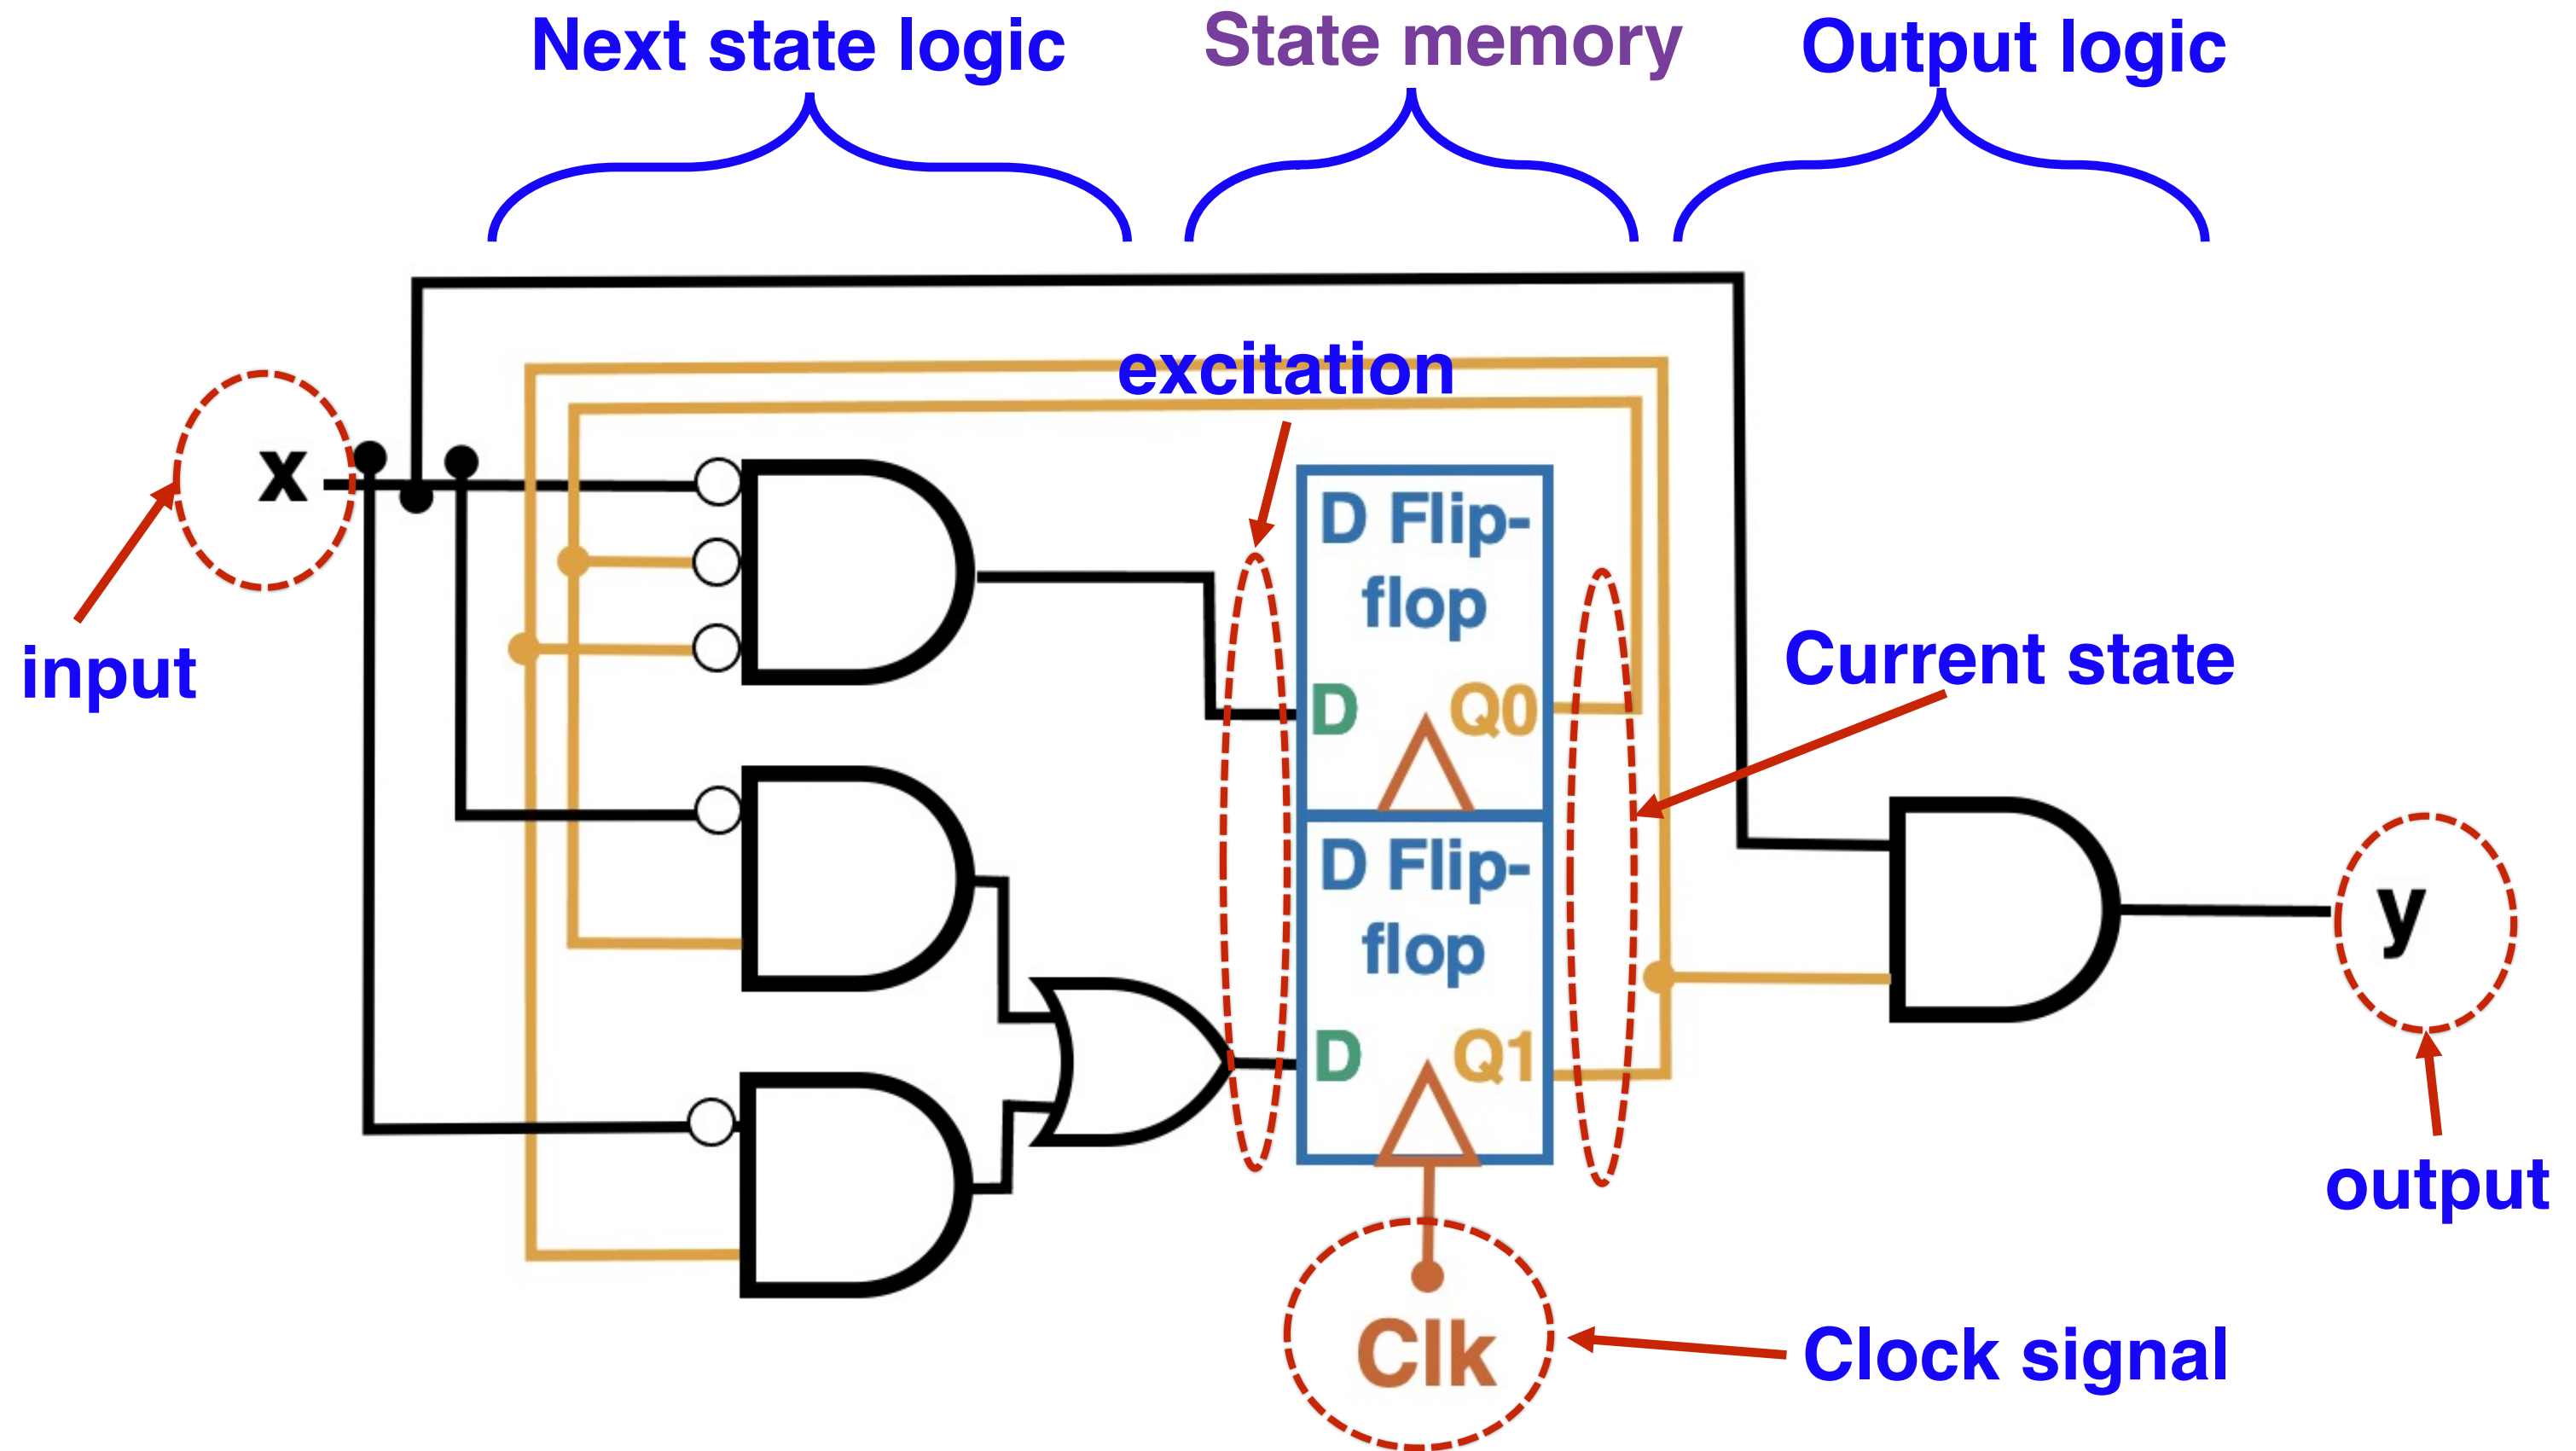 Next state logic
State memory
Output logic
excitation
x
input
D Flip-
flop
D
Q0
Current state
D Flip-
flop
D
Q1
y
output
Clk
Clock signal